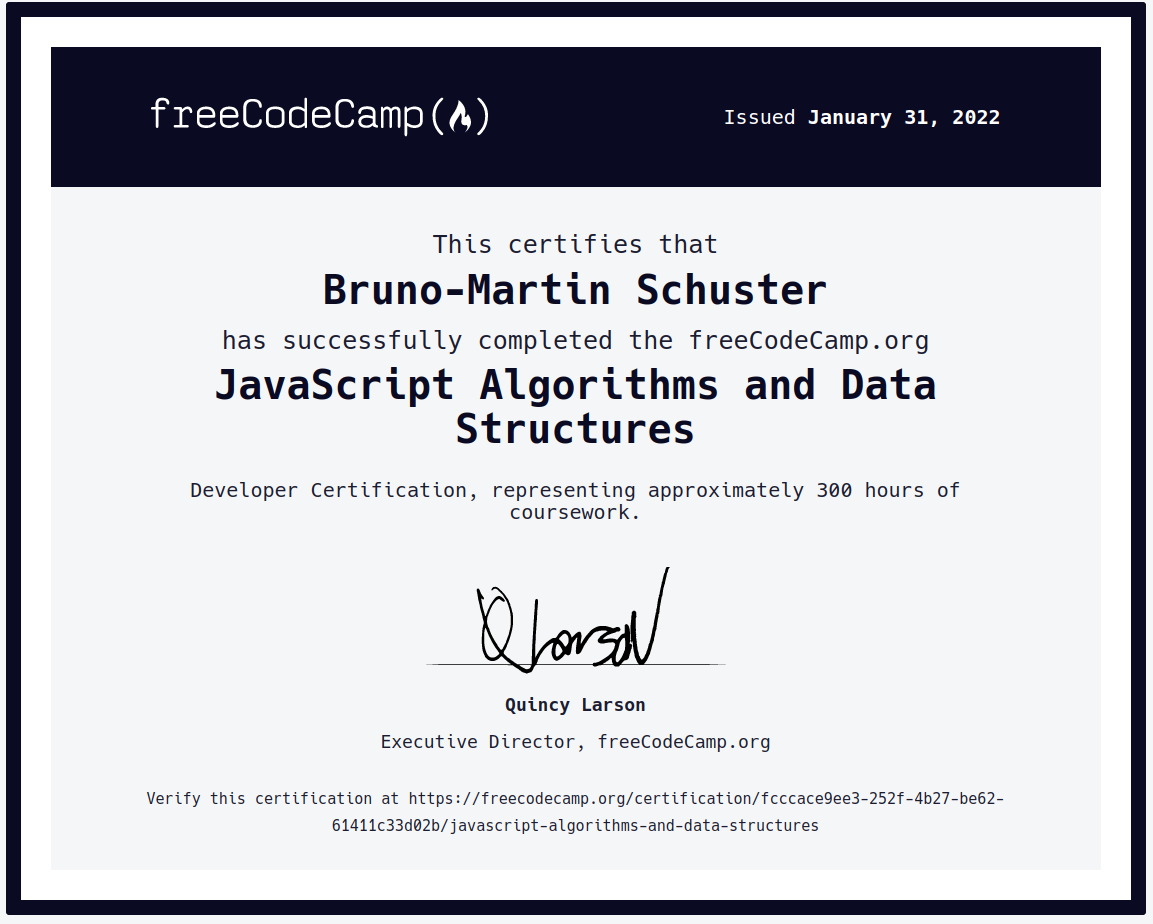 freeCodeCamp(🔥)
Issued January 31, 2022
This certifies that
Bruno-Martin Schuster
has successfully completed the freeCodeCamp.org
JavaScript Algorithms and Data
Structures
Developer Certification, representing approximately 300 hours of
coursework.
Q Larson
Quincy Larson
Executive Director, freeCodeCamp.org
Verify this certification at https://freecodecamp.org/certification/fcccace9ee3-252f-4b27-be62-
61411c33d02b/javascript-algorithms-and-data-structures